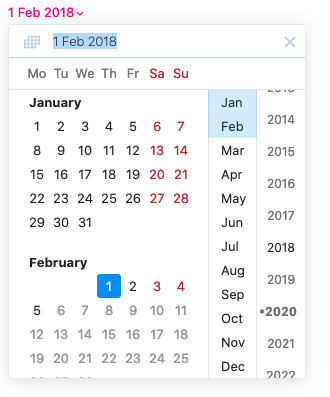 1 Feb 2018
1 Feb 2018
Mo Tu We Th Fr Sa Su
January
1 2 3 4 5 6 7
8 9 10 11 12 13 14
15 16 17 18 19 20 21
22 23 24 25 26 27 28
29 30 31
February
1 2 3 4
5 6 7 8 9 10 11
12 13 14 15 16 17 18
19 20 21 22 23 24 25
Jan
Feb
Mar
Apr
May
Jun
Jul
Aug
Sep
Oct
Nov
Dec
2014
2015
2016
2017
2018
2019
•2020
2021
2022